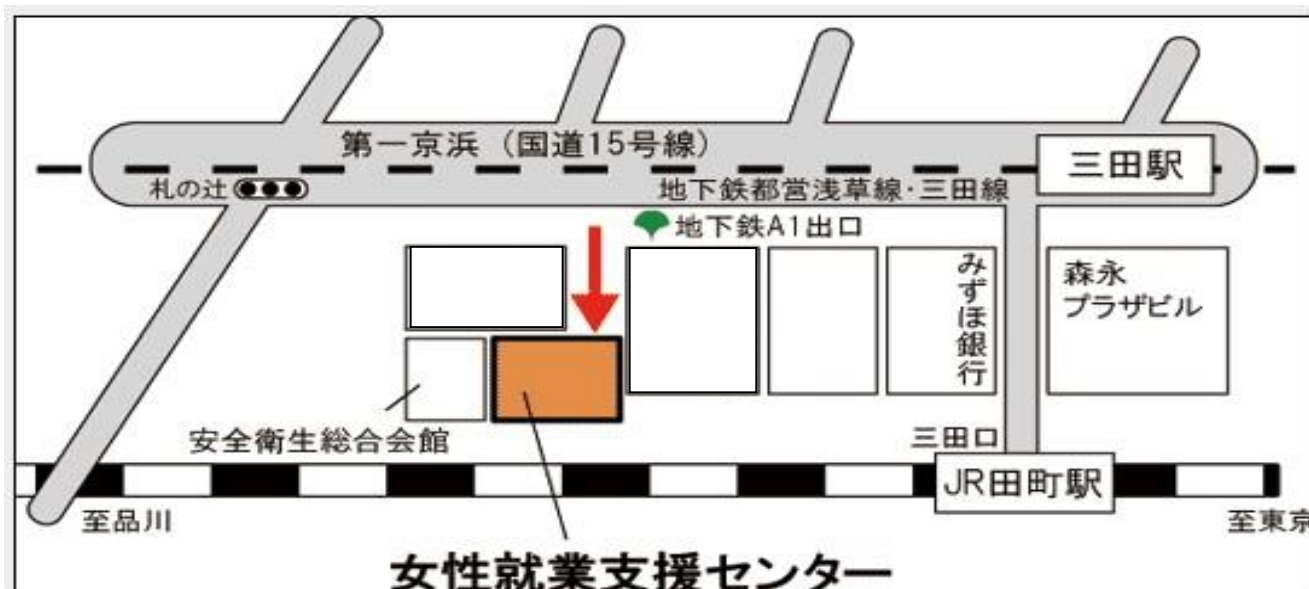 第一京浜（国道15号線）
三田駅
札の辻
地下鉄都営浅草線・三田線
地下鉄A1出口
みずほ銀行
森永
プラザビル
安全衛生総合会館
三田口
JR田町駅
至品川
至東京
女性就業支援センター